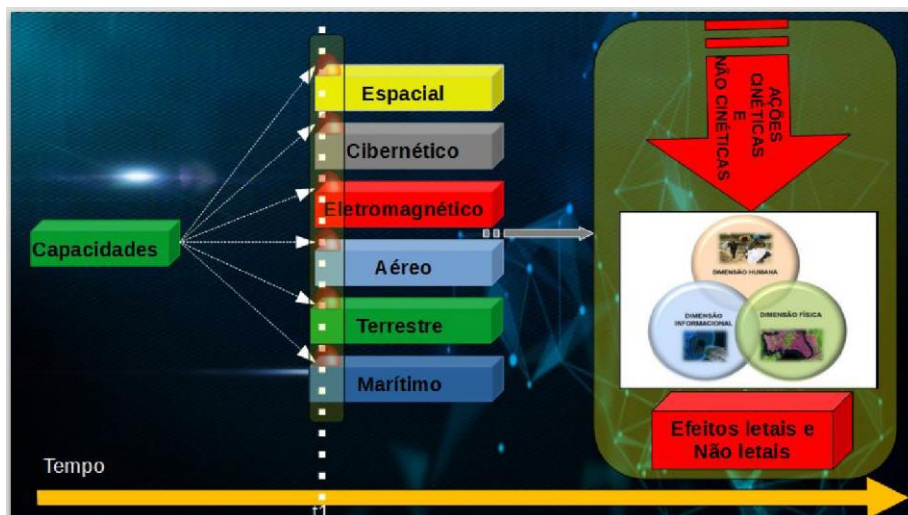 Capacidades
Espacial
Cibernético
Eletromagnético
Aéreo
Terrestre
Marítimo
AÇÕES
CINÉTICAS
E
NÃO CINÉTICAS
DIMENSÃO HUMANA
DIMENSÃO
INFORMACIONAL
DIMENSÃO FÍSICA
Efeitos letais e
Não letais
Tempo
t1